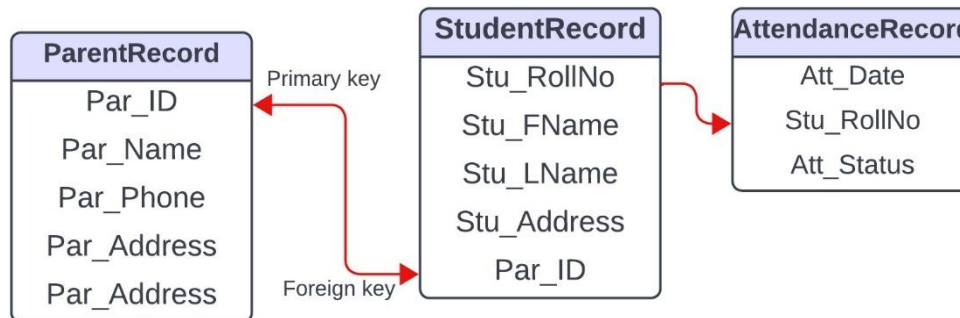 ParentRecord
Par_ID
Par_Name
Par_Phone
Par_Address
Par_Address
Primary key
Foreign key
StudentRecord
Stu_RollNo
Stu_FName
Stu_LName
Stu_Address
Par_ID
AttendanceRecord
Att_Date
Stu_RollNo
Att_Status